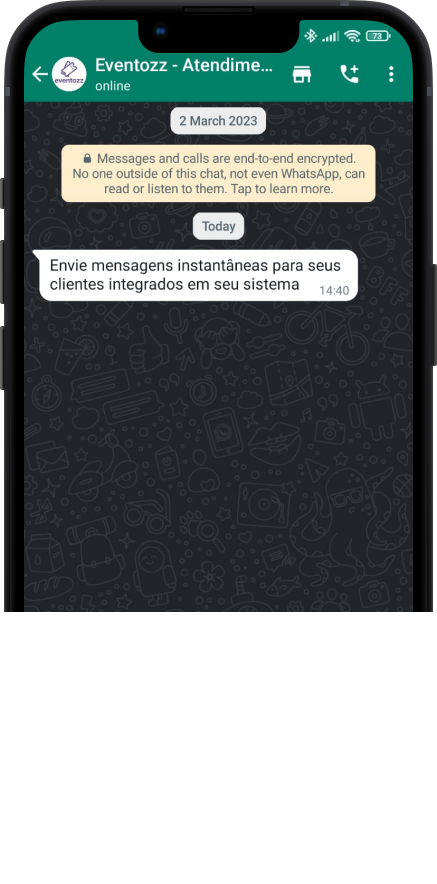 73
Eventozz - Atendime...
eventozz
online
2 March 2023
Messages and calls are end-to-end encrypted.
No one outside of this chat, not even WhatsApp, can
read or listen to them. Tap to learn more.
Today
Envie mensagens instantâneas para seus
clientes integrados em seu sistema
14:40